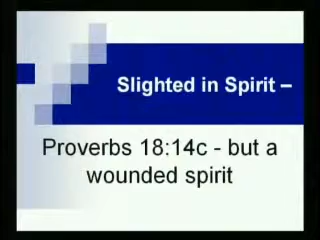 Slighted in Spirit –
Proverbs 18:14c - but a
wounded spirit